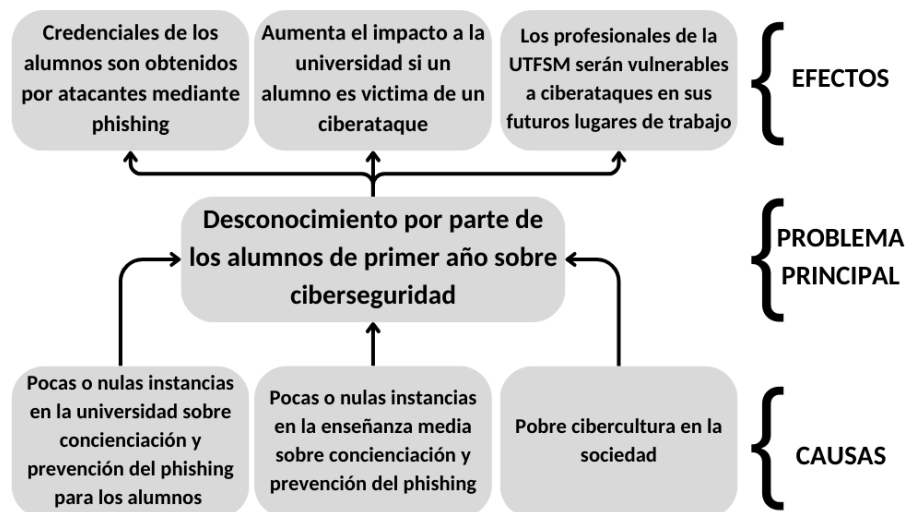 Credenciales de los
alumnos son obtenidos
por atacantes mediante
phishing
Aumenta el impacto a la
universidad si un
alumno es victima de un
ciberataque
Los profesionales de la
UTFSM serán vulnerables
a ciberataques en sus
futuros lugares de trabajo
EFECTOS
Desconocimiento por parte de
los alumnos de primer año sobre
ciberseguridad
PROBLEMA
PRINCIPAL
Pocas o nulas instancias
en la universidad sobre
concienciación y
prevención del phishing
para los alumnos
Pocas o nulas instancias
en la enseñanza media
sobre concienciación y
prevención del phishing
Pobre cibercultura en la
sociedad
CAUSAS